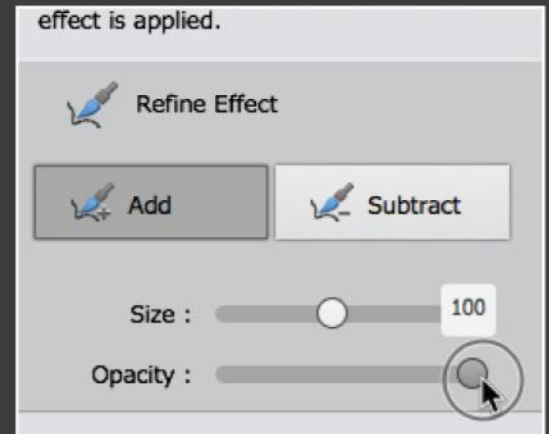 effect is applied.
Refine Effect
Add
Subtract
Size :
100
Opacity :